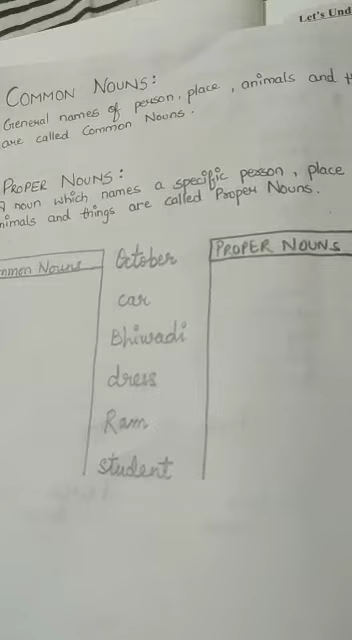 Let's Und
COMMON NOUNS:
General names of person, place, animals and
are called Common Nouns.
PROPER NOUNS:
noun which names a specific person, place
nimals and things are called Proper Nouns.
mmon Nouns
PROPER NOUNS
October
car
Bhiwadi
dress
Ram
student